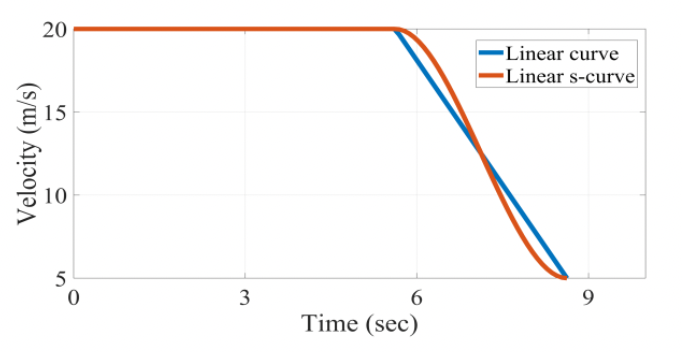 20
15
10
5
Velocity (m/s)
Linear curve
Linear s-curve
0 3 6 9
Time (sec)